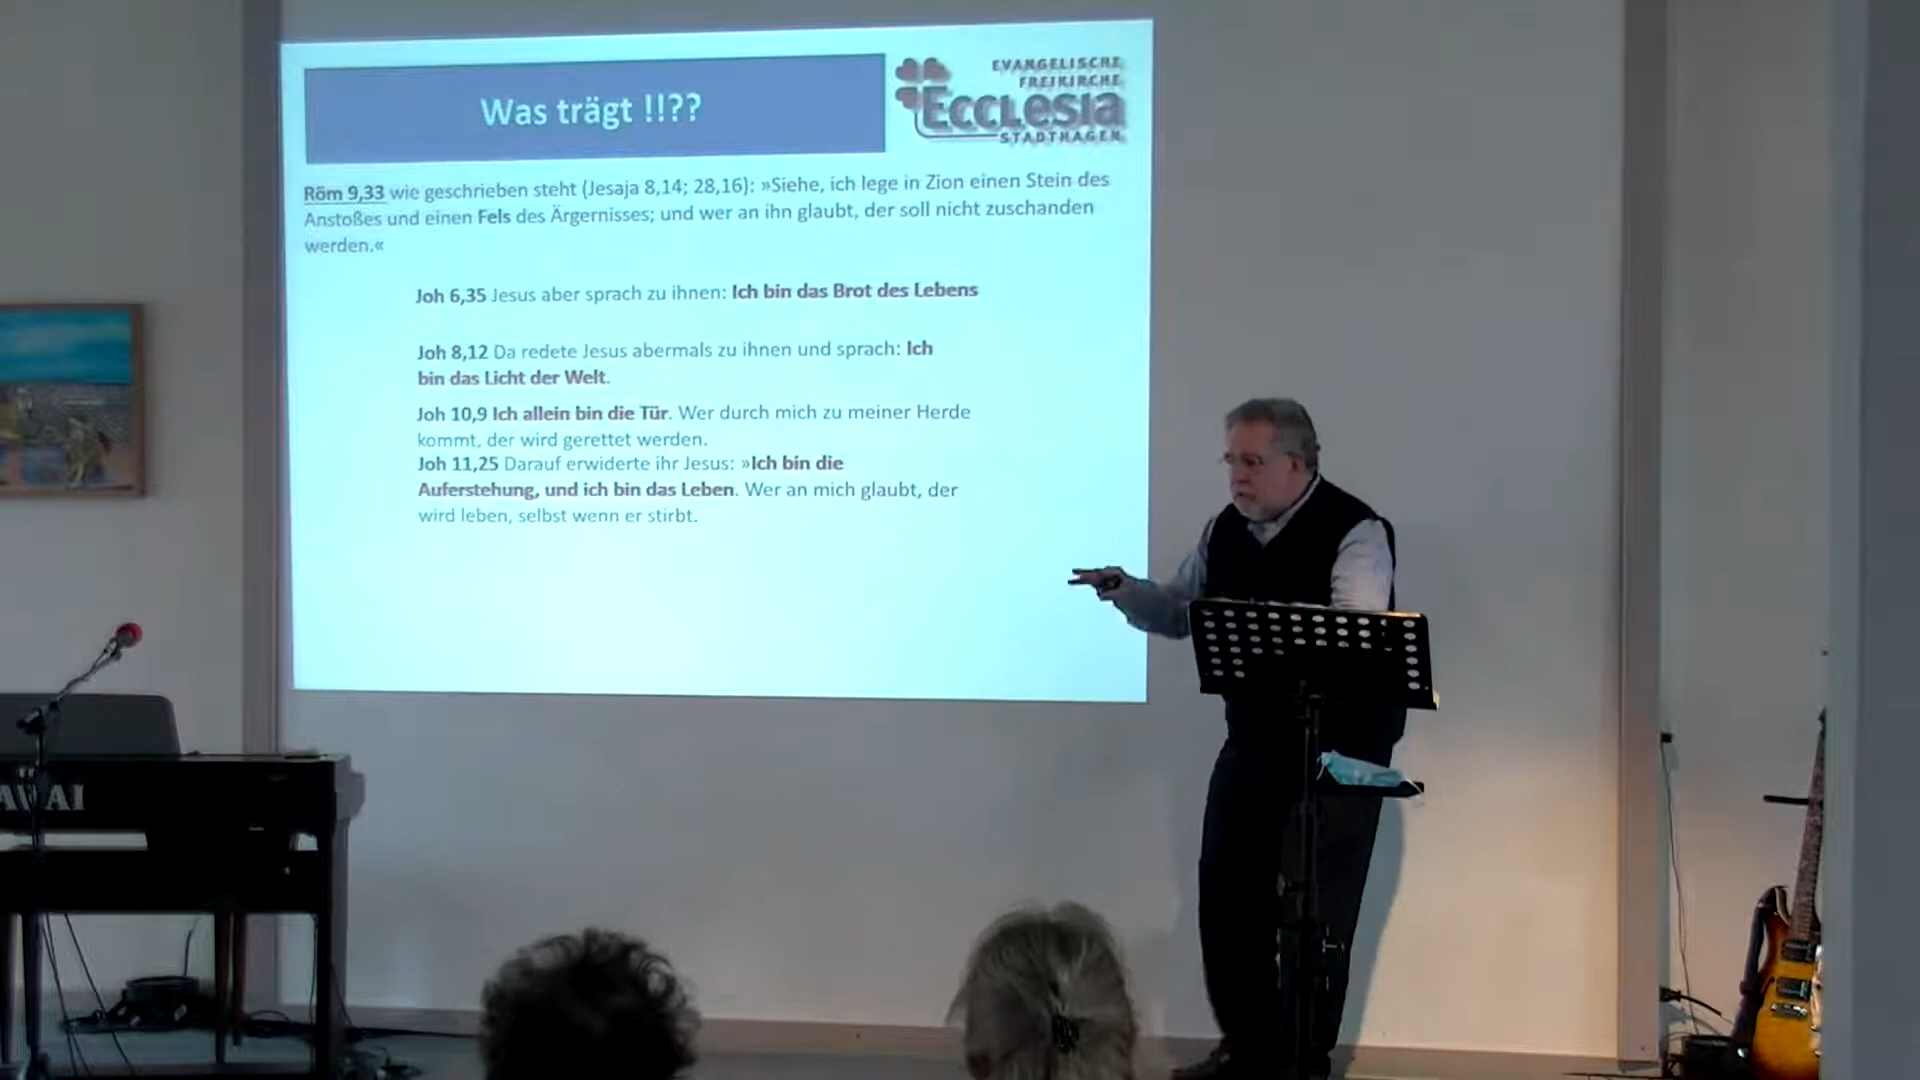 Was trägt !!??
EVANGELISCHE
FREIKIRCHE
Ecclesia
STADTHAGEN
Röm 9,33 wie geschrieben steht (Jesaja 8,14; 28,16): »Siehe, ich lege in Zion einen Stein des
Anstoßes und einen Fels des Ärgernisses; und wer an ihn glaubt, der soll nicht zuschanden
werden.«
Joh 6,35 Jesus aber sprach zu ihnen: Ich bin das Brot des Lebens
Joh 8,12 Da redete Jesus abermals zu ihnen und sprach: Ich
bin das Licht der Welt.
Joh 10,9 Ich allein bin die Tür. Wer durch mich zu meiner Herde
kommt, der wird gerettet werden.
Joh 11,25 Darauf erwiderte ihr Jesus: »Ich bin die
Auferstehung, und ich bin das Leben. Wer an mich glaubt, der
wird leben, selbst wenn er stirbt.
AWAI